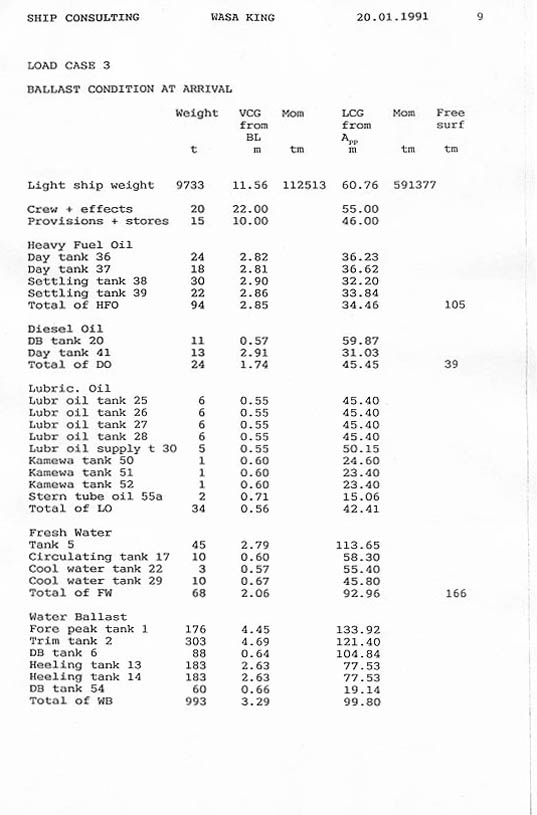 SHIP CONSULTING WASA KING 20.01.1991 9
LOAD CASE 3
BALLAST CONDITION AT ARRIVAL
Weight VCG Mom LCG Mom Free
from from surf
BL App
t m tm m tm tm
Light ship weight 9733 11.56 112513 60.76 591377
Crew + effects 20 22.00 55.00
Provisions + stores 15 10.00 46.00
Heavy Fuel Oil
Day tank 36 24 2.82 36.23
Day tank 37 18 2.81 36.62
Settling tank 38 30 2.90 32.20
Settling tank 39 22 2.86 33.84
Total of HFO 94 2.85 34.46 105
Diesel Oil
DB tank 20 11 0.57 59.87
Day tank 41 13 2.91 31.03
Total of DO 24 1.74 45.45 39
Lubric. Oil
Lubr oil tank 25 6 0.55 45.40
Lubr oil tank 26 6 0.55 45.40
Lubr oil tank 27 6 0.55 45.40
Lubr oil tank 28 6 0.55 45.40
Lubr oil supply t 30 5 0.55 50.15
Kamewa tank 50 1 0.60 24.60
Kamewa tank 51 1 0.60 23.40
Kamewa tank 52 1 0.60 23.40
Stern tube oil 55a 2 0.71 15.06
Total of LO 34 0.56 42.41
Fresh Water
Tank 5 45 2.79 113.65
Circulating tank 17 10 0.60 58.30
Cool water tank 22 3 0.57 55.40
Cool water tank 29 10 0.67 45.80
Total of FW 68 2.06 92.96 166
Water Ballast
Fore peak tank 1 176 4.45 133.92
Trim tank 2 303 4.69 121.40
DB tank 6 88 0.64 104.84
Heeling tank 13 183 2.63 77.53
Heeling tank 14 183 2.63 77.53
DB tank 54 60 0.66 19.14
Total of WB 993 3.29 99.80